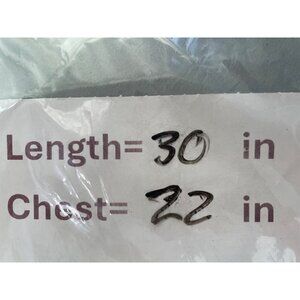 Length= 30 in
Chest= 22 in